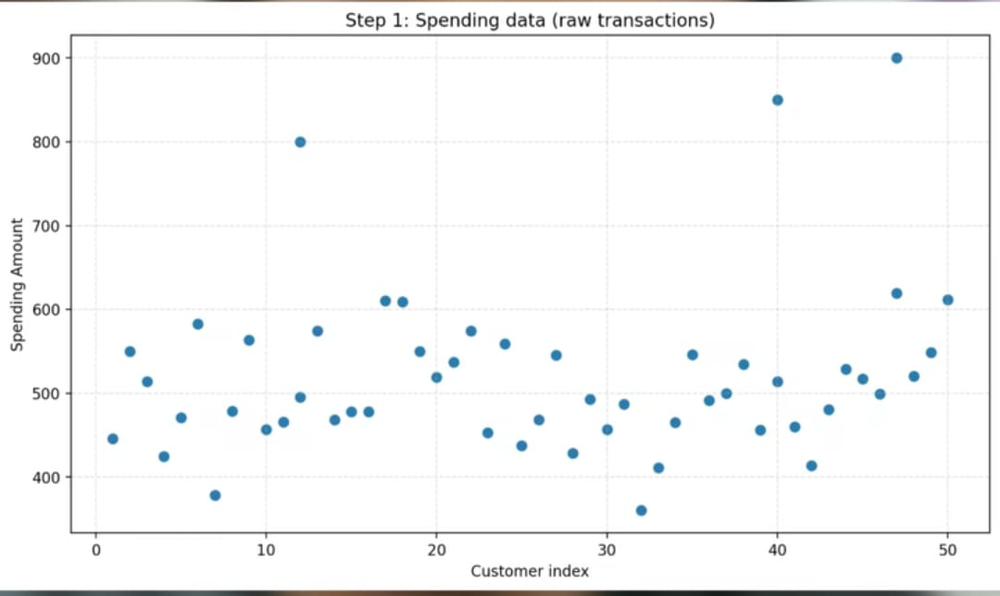 Step 1: Spending data (raw transactions)
900
800
700
600
500
400
Spending Amount
0 10 20 30 40 50
Customer index